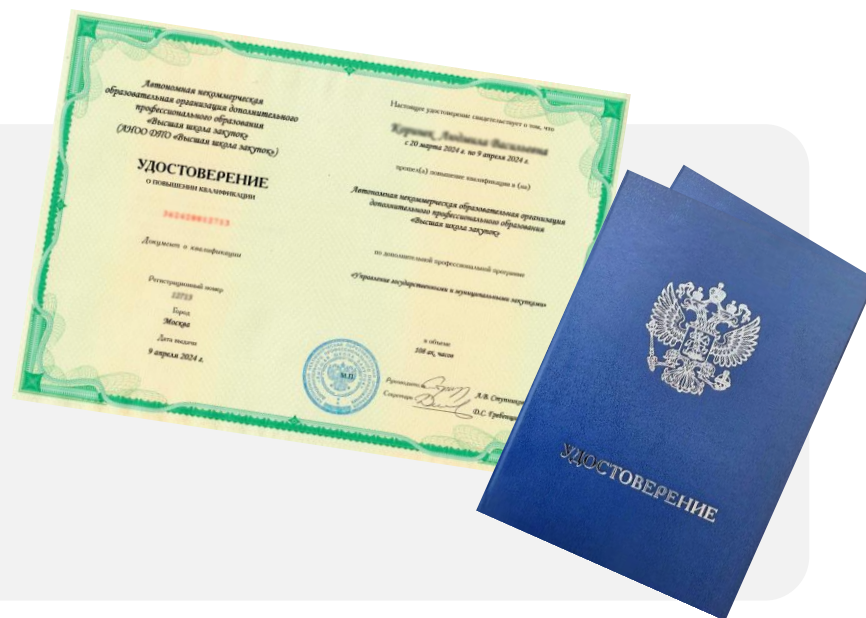 Автономная некоммерческая
образовательная организация дополнительного
профессионального образования
«Высшая школа закупок»
(АНОО ДПО «Высшая школа закупок»)
УДОСТОВЕРЕНИЕ
О ПОВЫШЕНИИ КВАЛИФИКАЦИИ
Документ о квалификации
Регистрационный номер
Город
Москва
Дата выдачи
9 апреля 2024 г.
Настоящее удостоверение свидетельствует о том, что
Людмила Васильевна
с 20 марта 2024 г. по 9 апреля 2024 г.
прошел(а) повышение квалификации в (на)
Автономная некоммерческая образовательная организация
дополнительного профессионального образования
«Высшая школа закупок»
по дополнительной профессиональной программе
«Управление государственными и муниципальными закупками»
в объеме
108 ак. часов
М.П.
Руководитель
А.В.
Секретарь
Д.С.
УДОСТОВЕРЕНИЕ